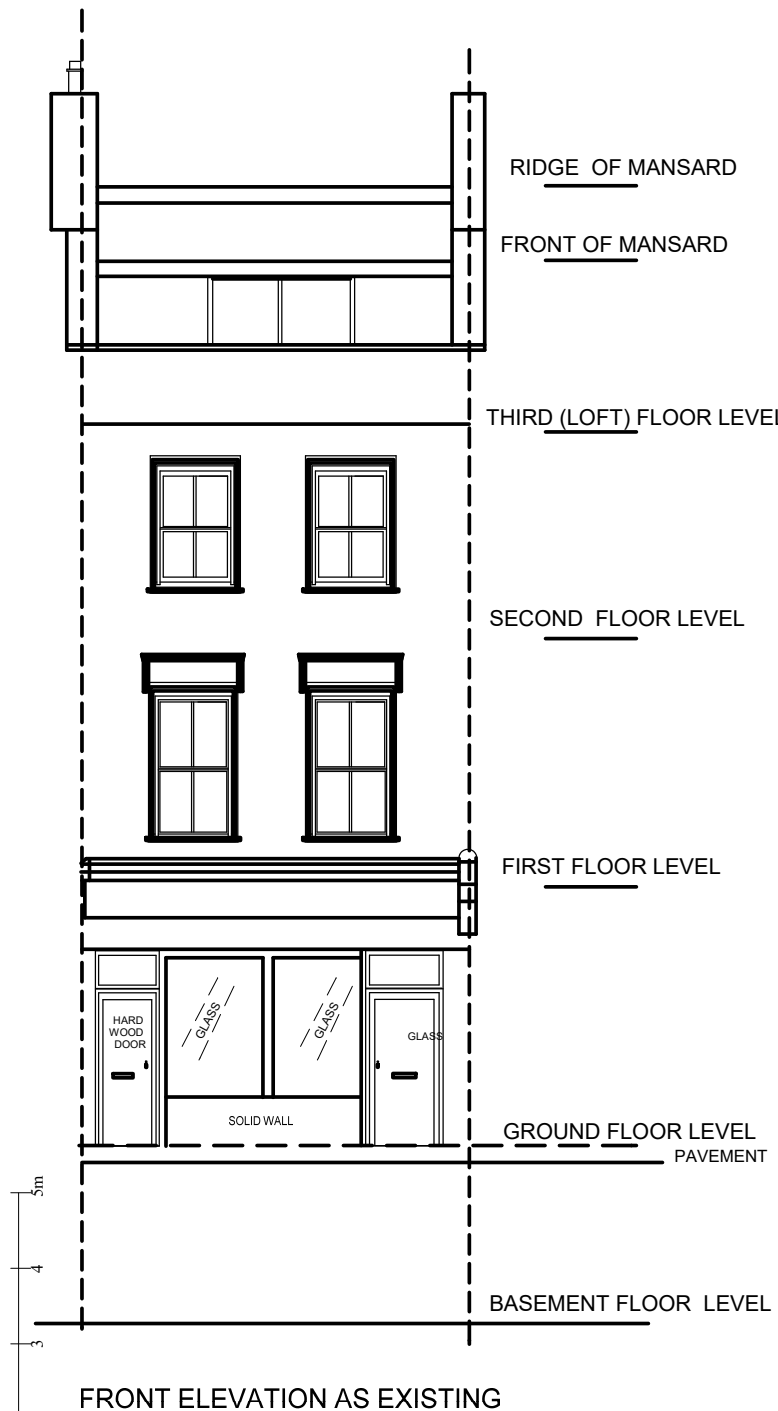 RIDGE OF MANSARD
FRONT OF MANSARD
THIRD (LOFT) FLOOR LEVEL
SECOND FLOOR LEVEL
FIRST FLOOR LEVEL
HARD
WOOD
DOOR
GLASS
GLASS
GLASS
SOLID WALL
GROUND FLOOR LEVEL
PAVEMENT
5m
4
BASEMENT FLOOR LEVEL
3
FRONT ELEVATION AS EXISTING